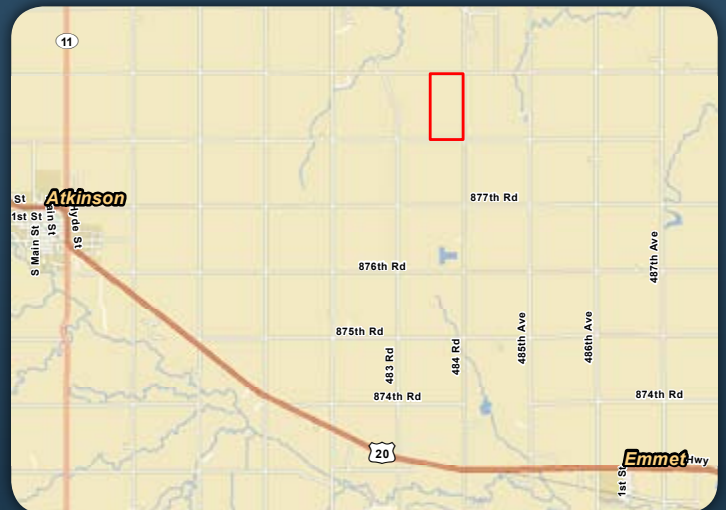 11
St
Atkinson
1st St
ain St
Hyde St
S Main St
877th Rd
487th Ave
876th Rd
875th Rd
483 Rd
484 Rd
485th Ave
486th Ave
874th Rd
874th Rd
20
Emmet
Hwy
1st St